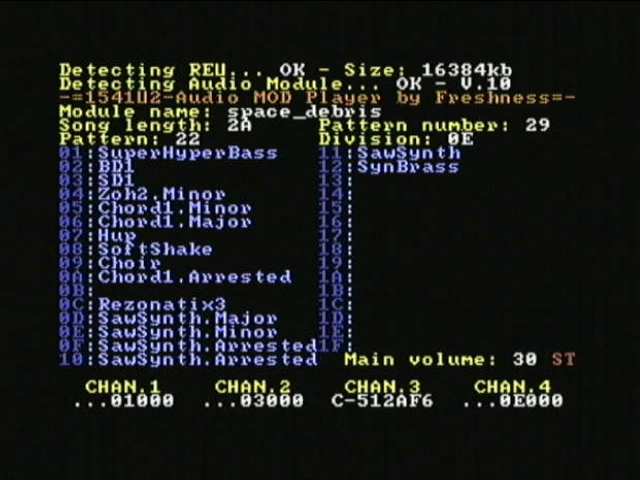 Detecting REU... OK - Size: 16384kb
Detecting Audio Module... OK - V.10
-=1541U2-Audio MOD Player by Freshness=-
Module name: space_debris
Song length: 2A Pattern number: 29
Pattern: 22 Division: 0E
01:SuperHyperBass 11:SawSynth
02:BD1 12:SynBrass
03:SD1 13:
04:Zoh2.Minor 14:
05:Chord1.Minor 15:
06:Chord1.Major 16:
07:Hup 17:
08:SoftShake 18:
09:Choir 19:
0A:Chord1.Arrested 1A:
0B: 1B:
0C:Rezonatix3 1C:
0D:SawSynth.Major 1D:
0E:SawSynth.Minor 1E:
0F:SawSynth.Arrested 1F:
10:SawSynth.Arrested Main volume: 30 ST
CHAN.1 CHAN.2 CHAN.3 CHAN.4
...01000 ...03000 C-512AF6 ...0E000